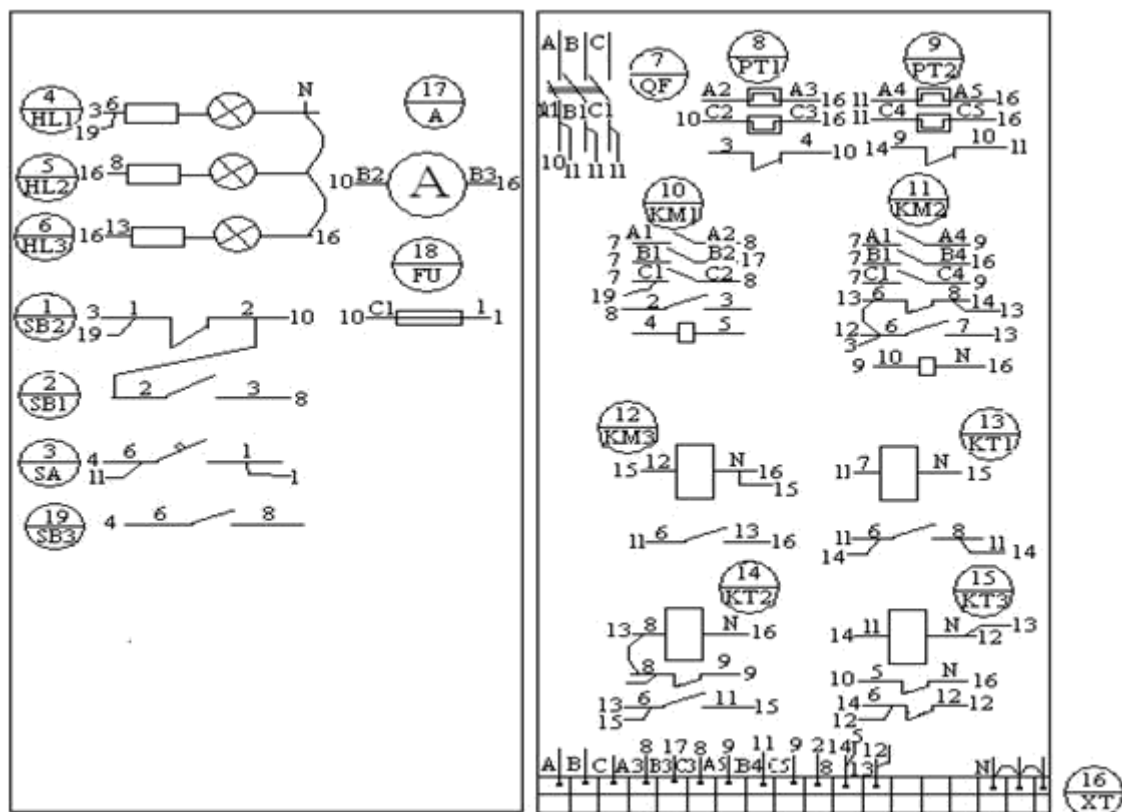 4
HL1
3 6
19
N
17
A
5
HL2
16 8
10 B2 A B3 16
6
HL3
16 13
16
18
FU
1
SB2
3 1 2 10
19
10 C1 1 1
2
SB1
2 3 8
3
SA
4 6 1
11 1
19
SB3
4 6 8
A B C
7
QF
8
PT1
9
PT2
A2 A3 16
11 A4 A5 16
10 C2 C3 16
11 C4 C5 16
B1 C1
3 4 10
14 9 10 11
10 11 11 11
10
KM1
11
KM2
7 A1 A2 8
7 B1 B2 17
7 C1 C2 8
19
8 2 3
4 5
7 A1 A4 9
7 B1 B4 16
7 C1 C4 9
13 6 8 14 13
12 6 7 13
3
9 10 N 16
12
KM3
15 12 N 16
15
11 6 13 16
13
KT1
11 7 N 15
11 6 8 11
14 14
14
KT2
13 8 N 16
8 9 9
13 6 11 15
15
15
KT3
14 11 N 12 13
10 5 N 16
14 6 12 12
12
8 17 8 9 11 9 2 14 5 12
A B C A3 B3 C3 A5 B4 C5 8 13 N
16
XT